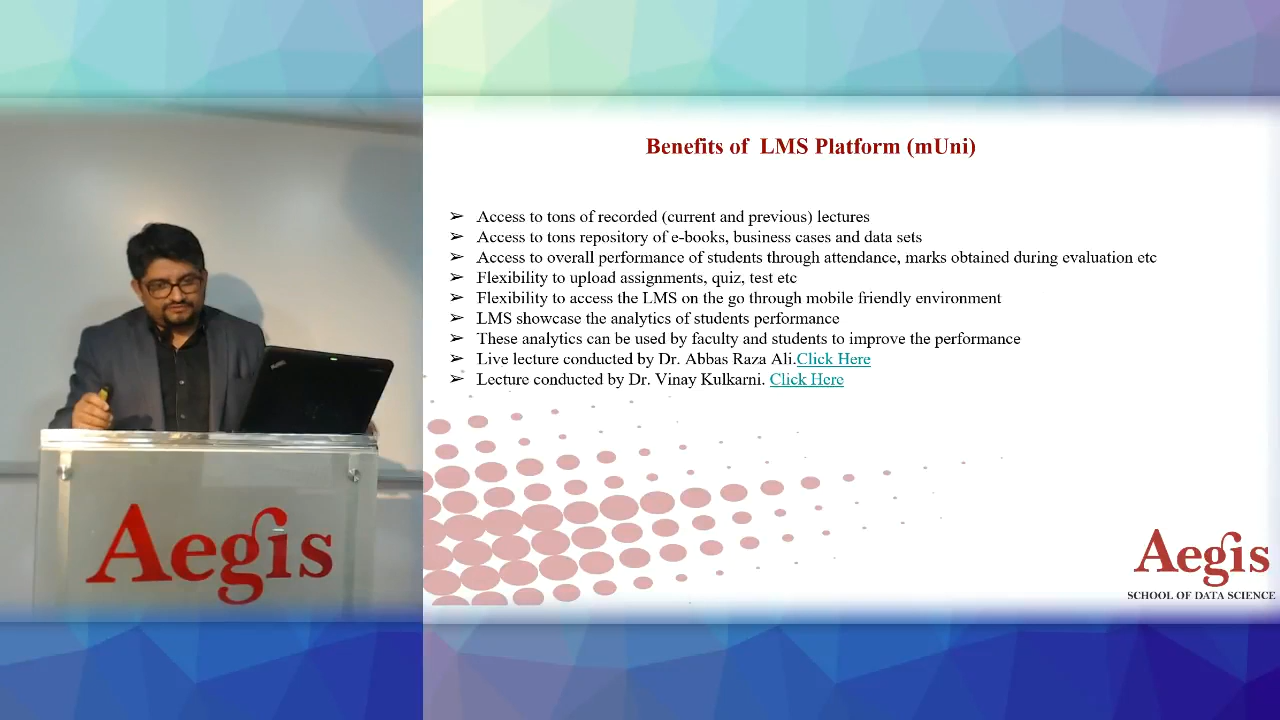 Benefits of LMS Platform (mUni)
➢ Access to tons of recorded (current and previous) lectures
➢ Access to tons repository of e-books, business cases and data sets
➢ Access to overall performance of students through attendance, marks obtained during evaluation etc
➢ Flexibility to upload assignments, quiz, test etc
➢ Flexibility to access the LMS on the go through mobile friendly environment
➢ LMS showcase the analytics of students performance
➢ These analytics can be used by faculty and students to improve the performance
➢ Live lecture conducted by Dr. Abbas Raza Ali.Click Here
➢ Lecture conducted by Dr. Vinay Kulkarni. Click Here
Aegis
Aegis
SCHOOL OF DATA SCIENCE